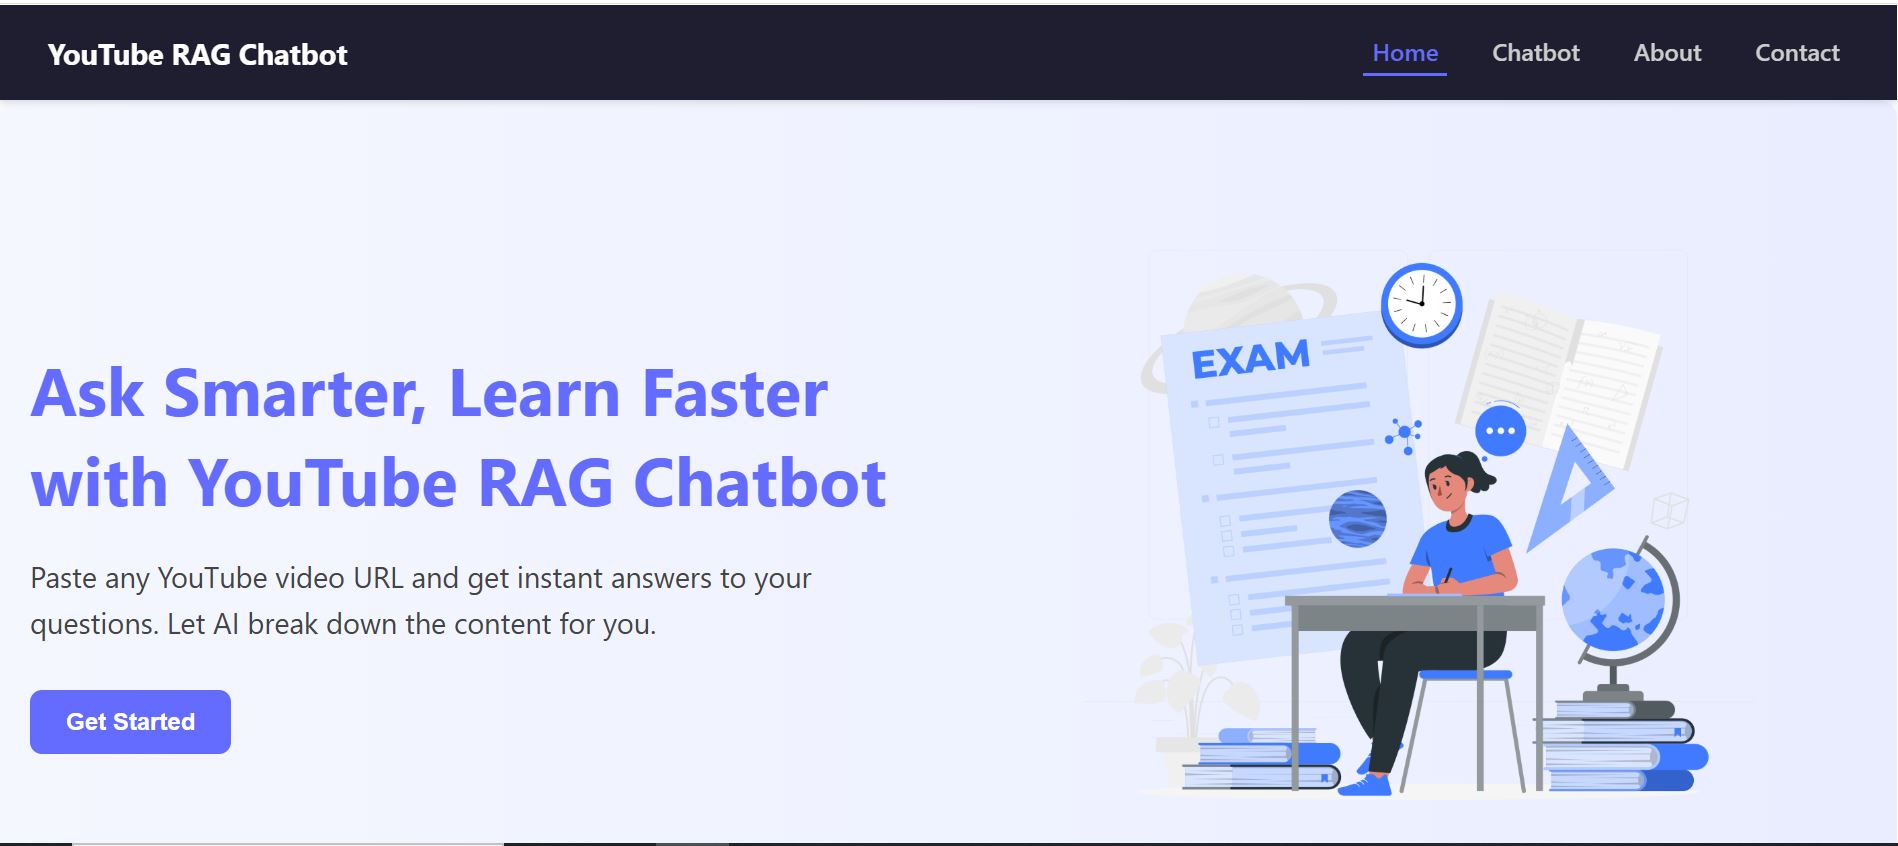 YouTube RAG Chatbot
Home Chatbot About Contact
Ask Smarter, Learn Faster
with YouTube RAG Chatbot
Paste any YouTube video URL and get instant answers to your
questions. Let AI break down the content for you.
Get Started
EXAM